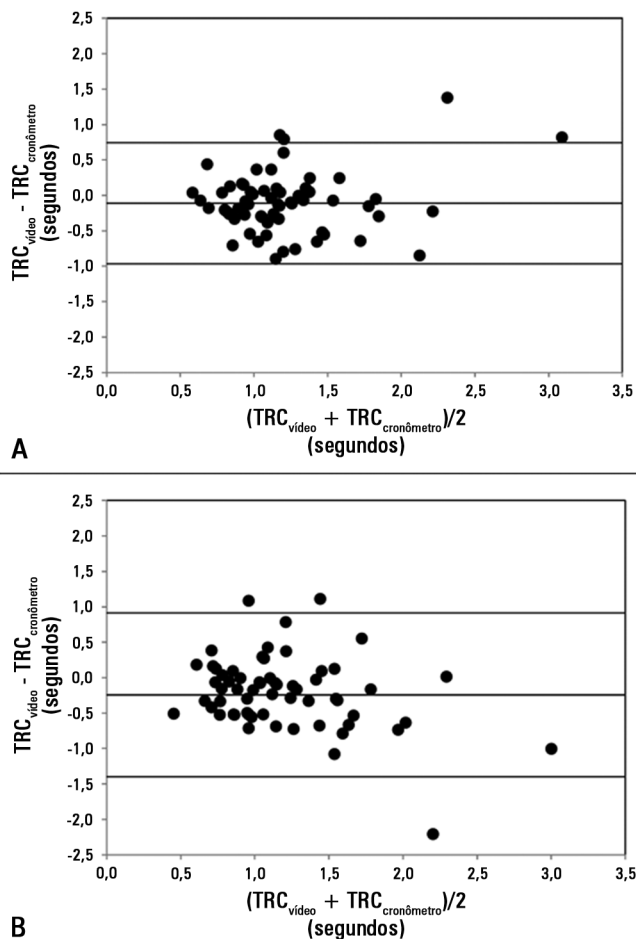 2,5
2,0
1,5
1,0
0,5
0,0
-0,5
-1,0
-1,5
-2,0
-2,5
TRCvídeo - TRCcronômetro
(segundos)
0,0 0,5 1,0 1,5 2,0 2,5 3,0 3,5
(TRCvídeo + TRCcronômetro)/2
(segundos)
A
2,5
2,0
1,5
1,0
0,5
0,0
-0,5
-1,0
-1,5
-2,0
-2,5
TRCvídeo - TRCcronômetro
(segundos)
0,0 0,5 1,0 1,5 2,0 2,5 3,0 3,5
(TRCvídeo + TRCcronômetro)/2
(segundos)
B